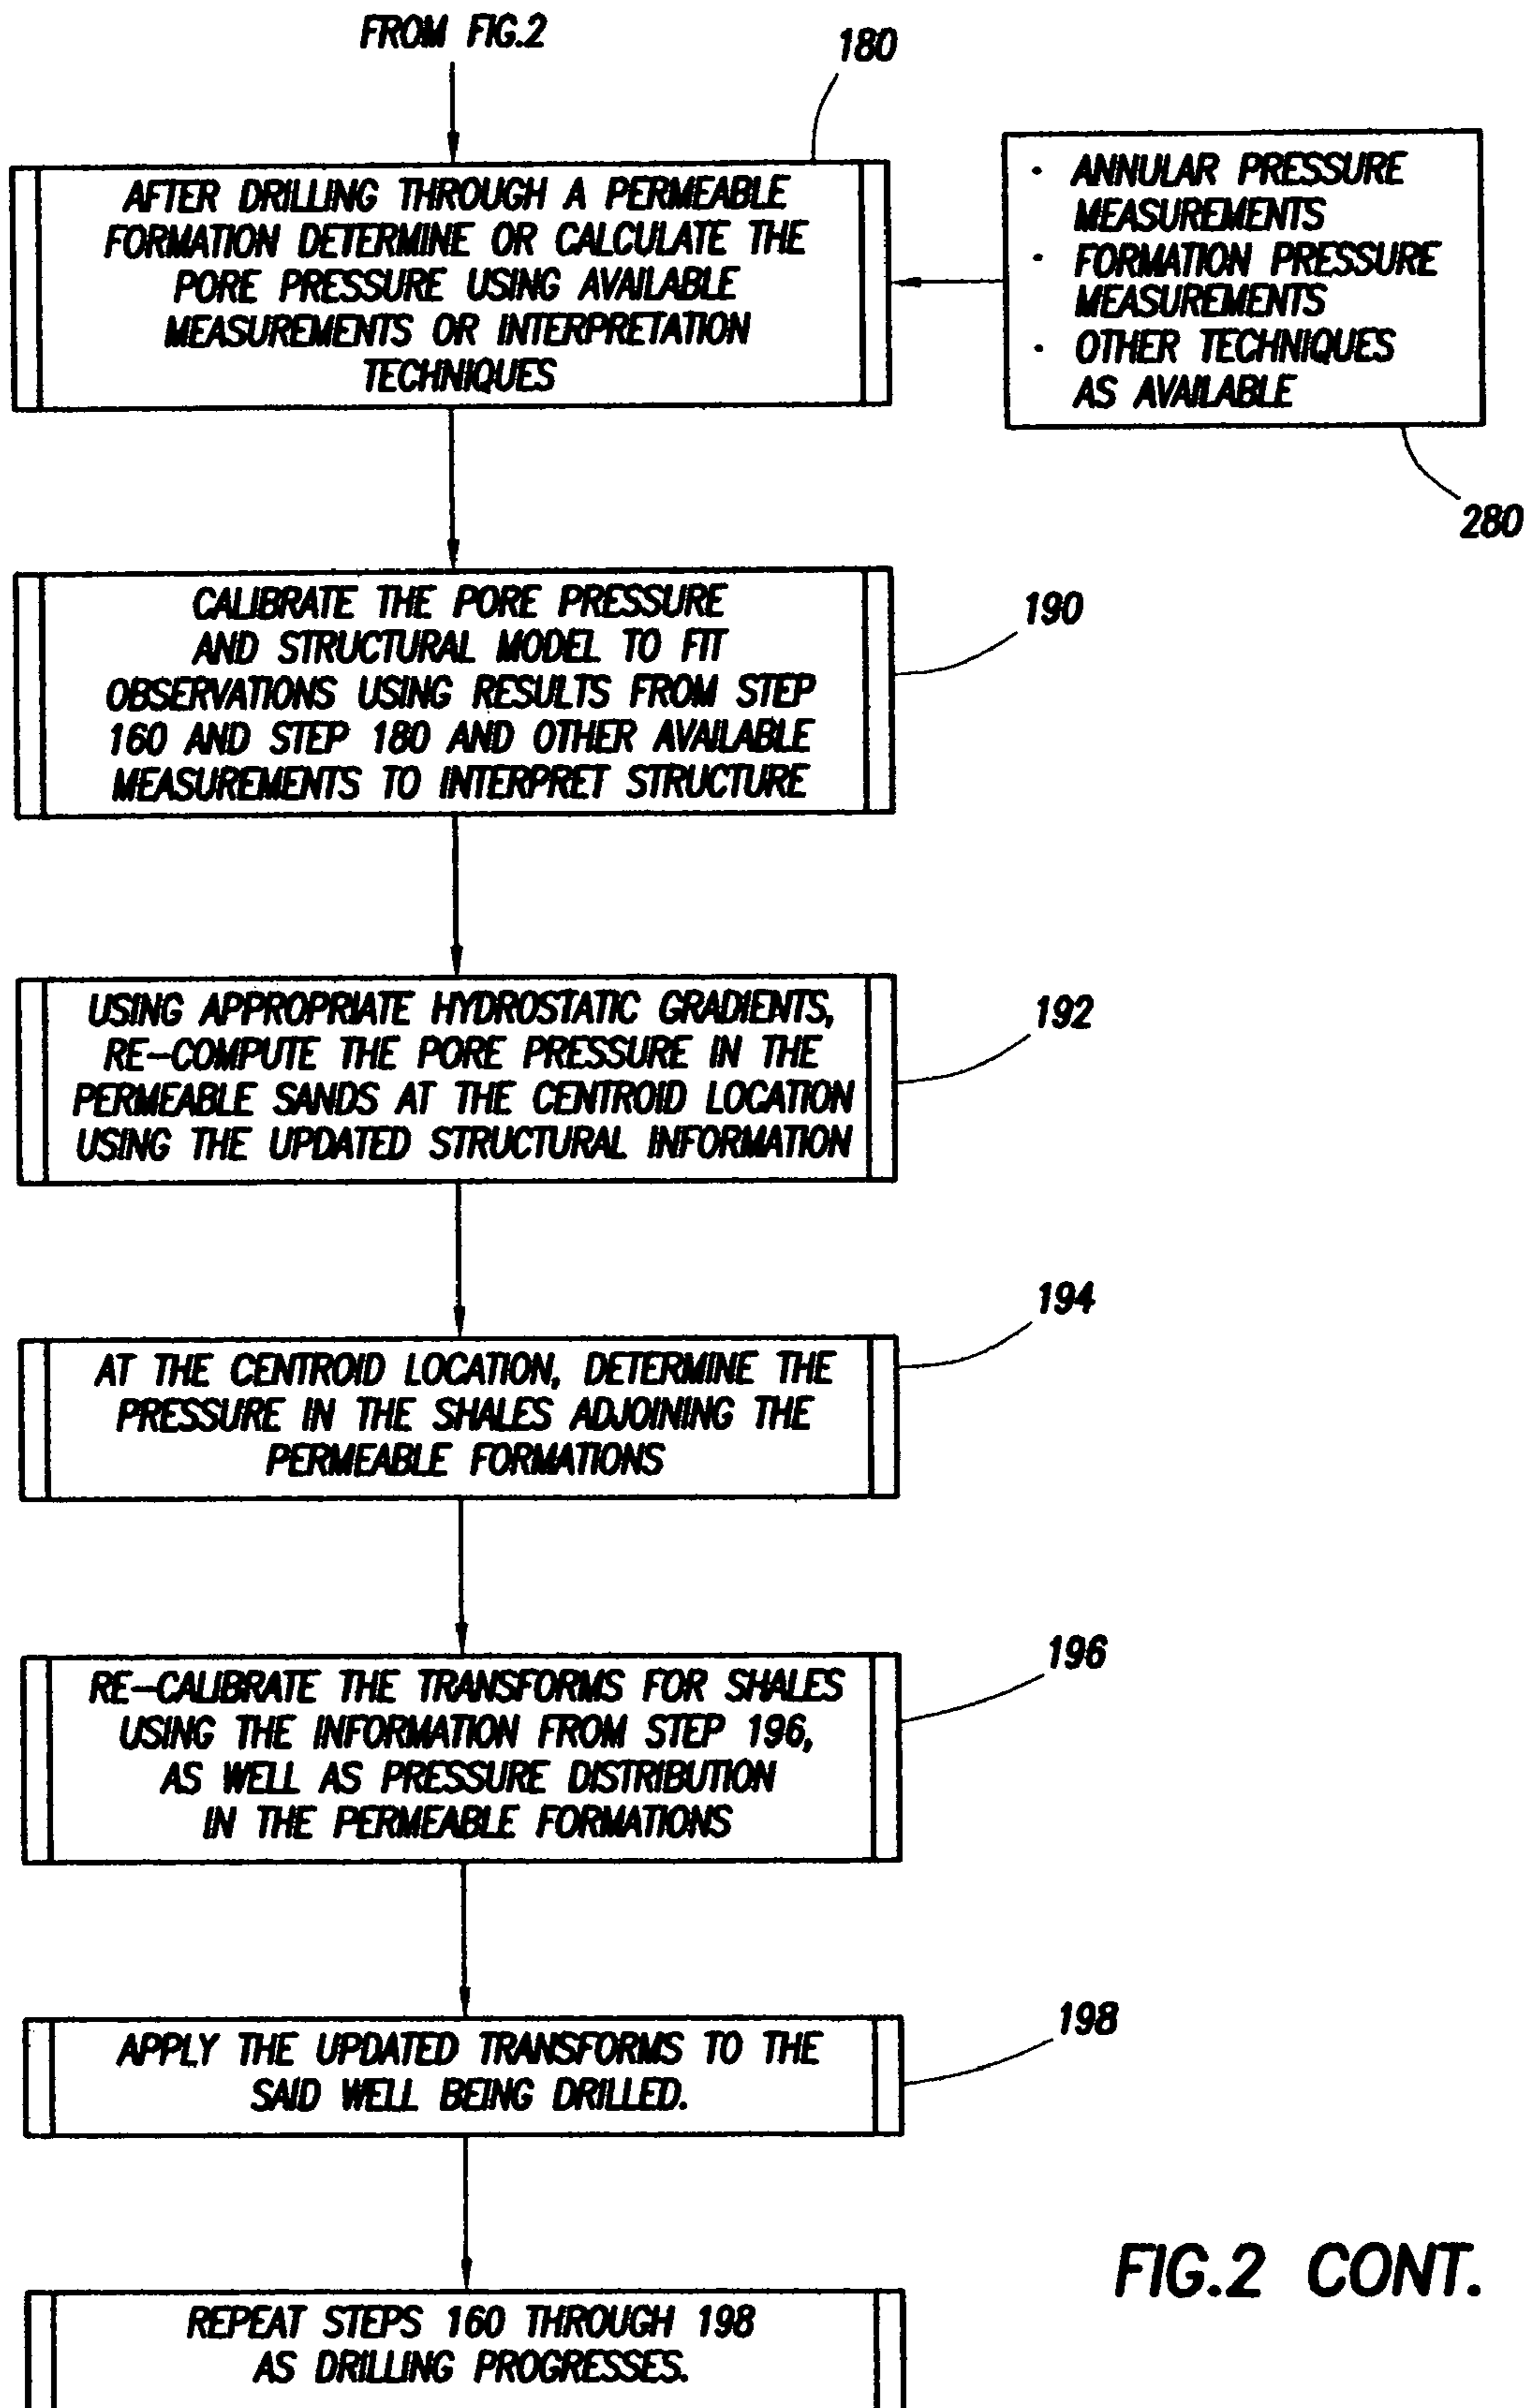 FROM FIG.2
180
AFTER DRILLING THROUGH A PERMEABLE
FORMATION DETERMINE OR CALCULATE THE
PORE PRESSURE USING AVAILABLE
MEASUREMENTS OR INTERPRETATION
TECHNIQUES
· ANNULAR PRESSURE
MEASUREMENTS
· FORMATION PRESSURE
MEASUREMENTS
· OTHER TECHNIQUES
AS AVAILABLE
280
CALIBRATE THE PORE PRESSURE
AND STRUCTURAL MODEL TO FIT
OBSERVATIONS USING RESULTS FROM STEP
160 AND STEP 180 AND OTHER AVAILABLE
MEASUREMENTS TO INTERPRET STRUCTURE
190
USING APPROPRIATE HYDROSTATIC GRADIENTS,
RE-COMPUTE THE PORE PRESSURE IN THE
PERMEABLE SANDS AT THE CENTROID LOCATION
USING THE UPDATED STRUCTURAL INFORMATION
192
AT THE CENTROID LOCATION, DETERMINE THE
PRESSURE IN THE SHALES ADJOINING THE
PERMEABLE FORMATIONS
194
RE-CALIBRATE THE TRANSFORMS FOR SHALES
USING THE INFORMATION FROM STEP 196,
AS WELL AS PRESSURE DISTRIBUTION
IN THE PERMEABLE FORMATIONS
196
APPLY THE UPDATED TRANSFORMS TO THE
SAID WELL BEING DRILLED.
198
REPEAT STEPS 160 THROUGH 198
AS DRILLING PROGRESSES.
FIG.2 CONT.